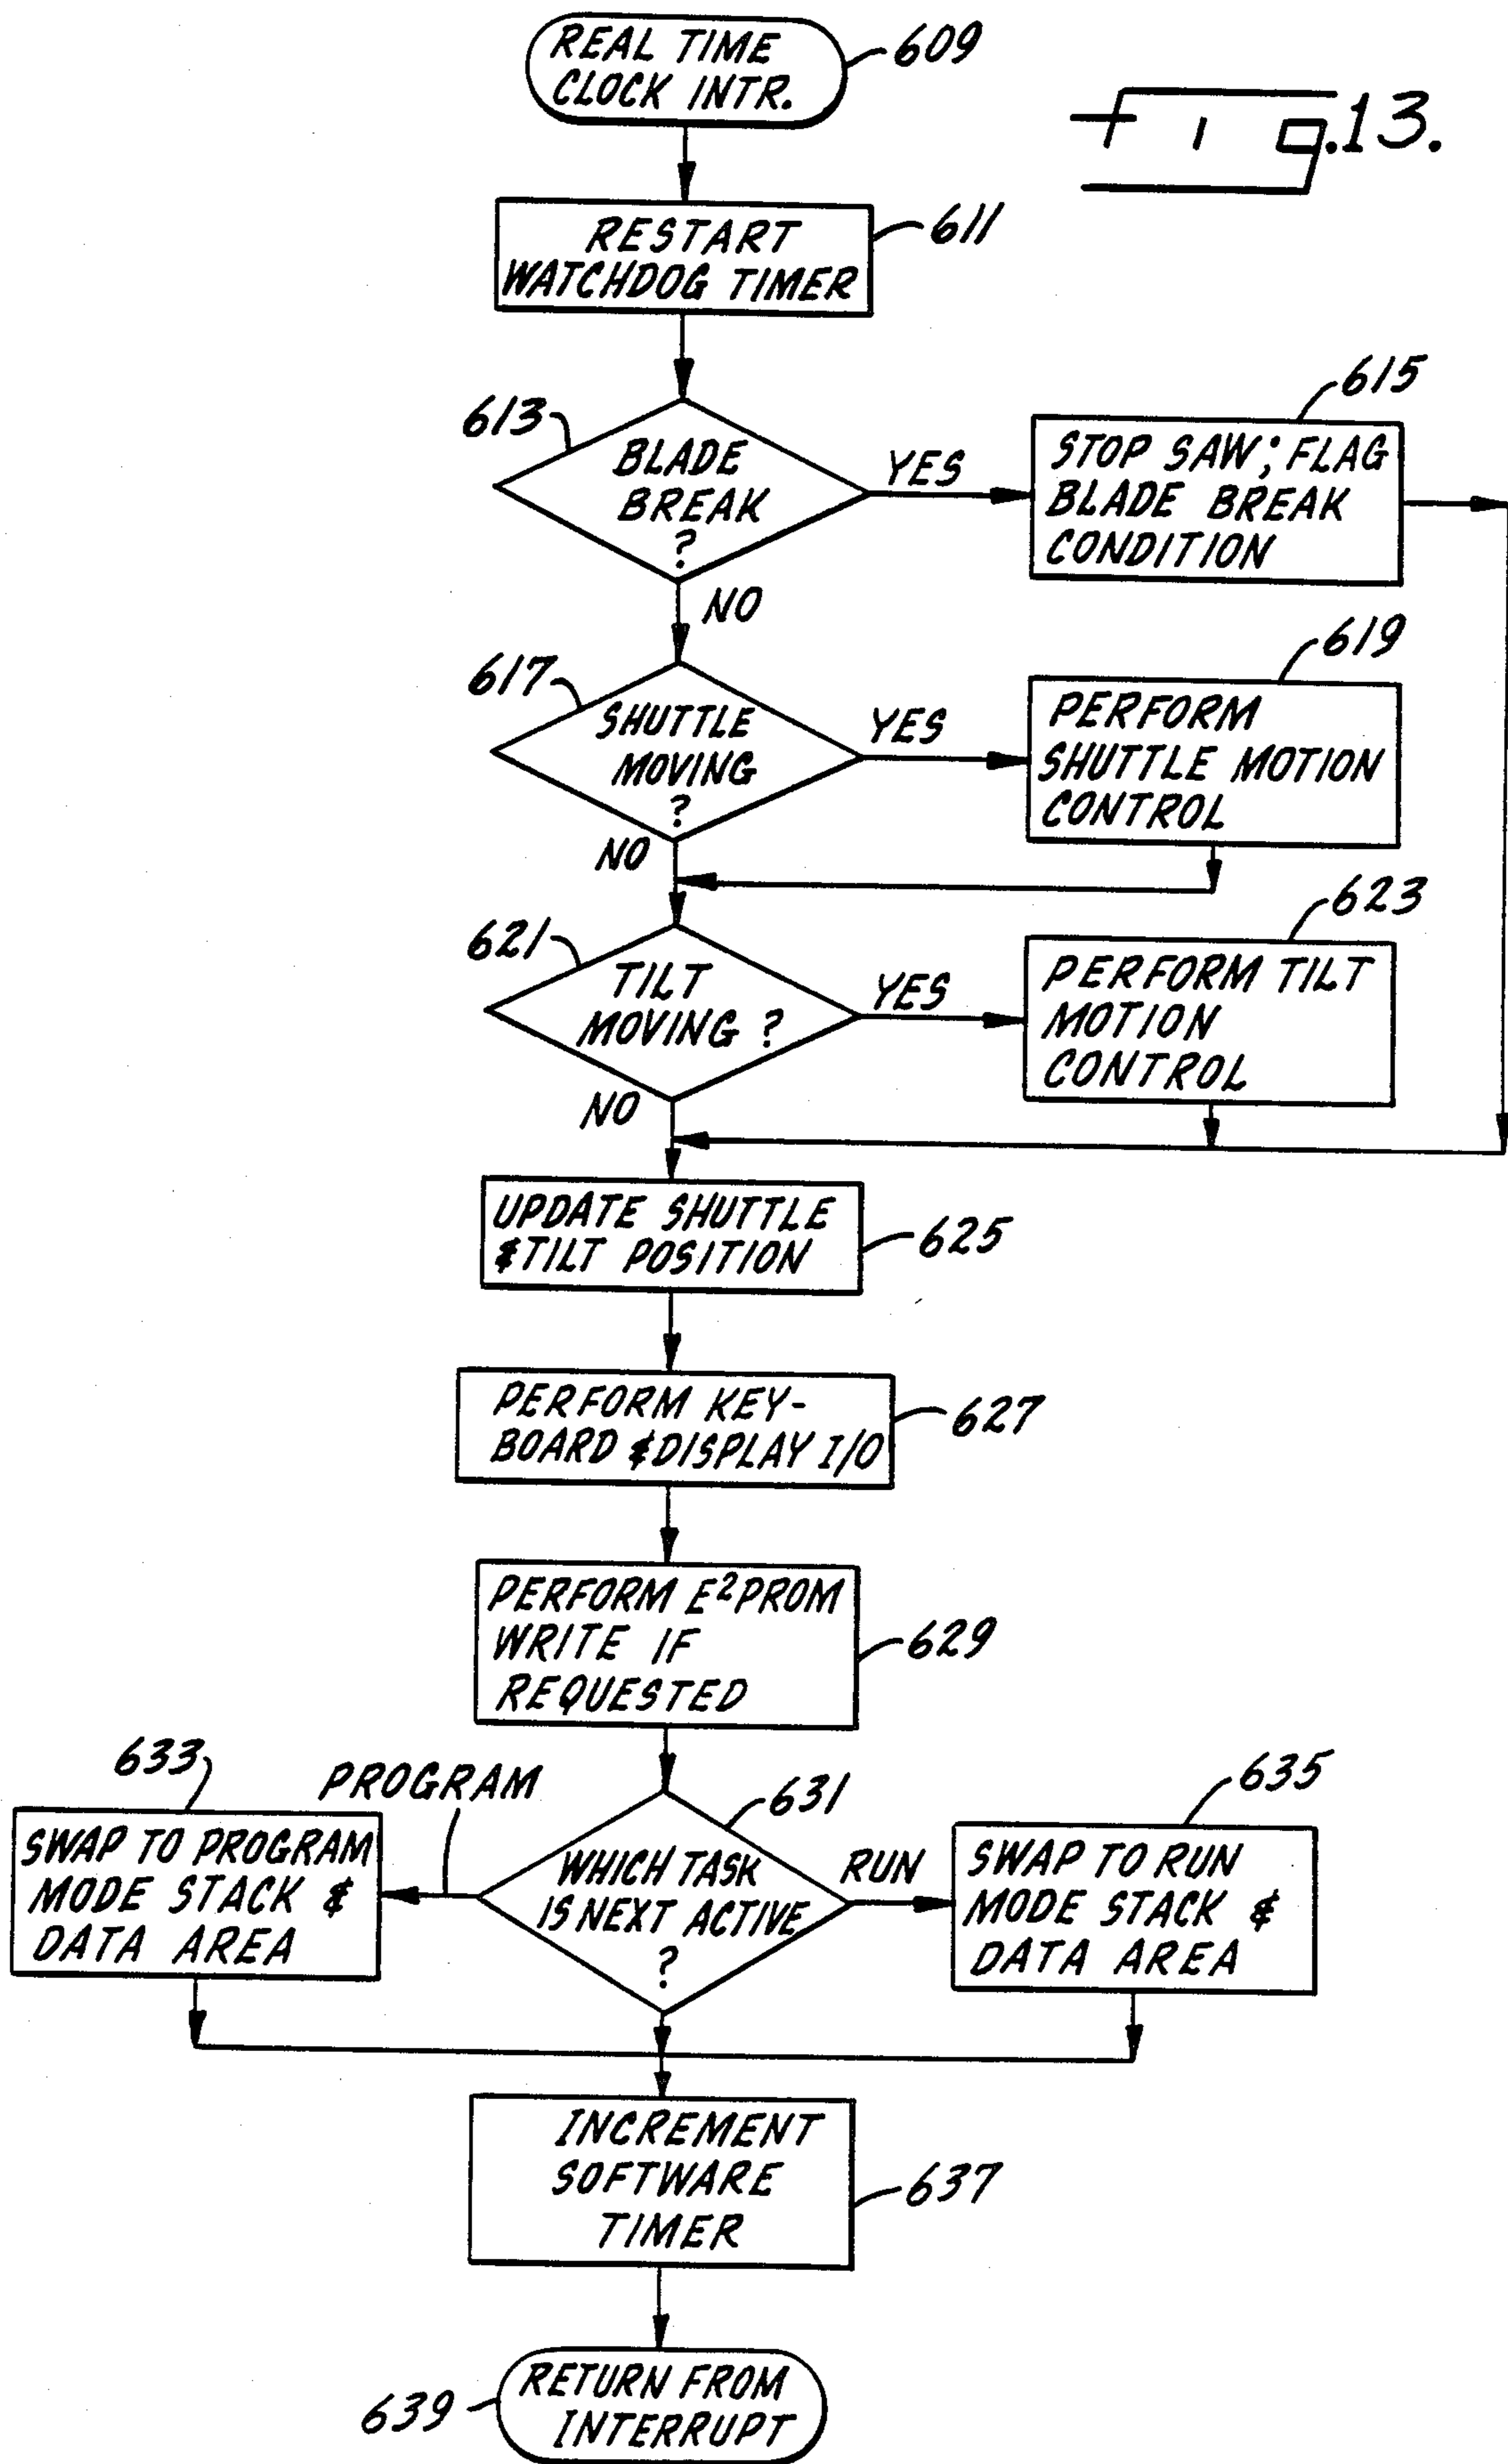 REAL TIME
CLOCK INTR.
609
Fig.13.
RESTART
WATCHDOG TIMER
611
613
BLADE
BREAK
?
YES
NO
615
STOP SAW; FLAG
BLADE BREAK
CONDITION
617
SHUTTLE
MOVING
?
YES
NO
619
PERFORM
SHUTTLE MOTION
CONTROL
621
TILT
MOVING ?
YES
NO
623
PERFORM TILT
MOTION
CONTROL
UPDATE SHUTTLE
& TILT POSITION
625
PERFORM KEY-
BOARD & DISPLAY I/O
627
PERFORM E²PROM
WRITE IF
REQUESTED
629
633
PROGRAM
631
635
SWAP TO PROGRAM
MODE STACK &
DATA AREA
WHICH TASK
IS NEXT ACTIVE
?
RUN
SWAP TO RUN
MODE STACK &
DATA AREA
INCREMENT
SOFTWARE
TIMER
637
RETURN FROM
INTERRUPT
639